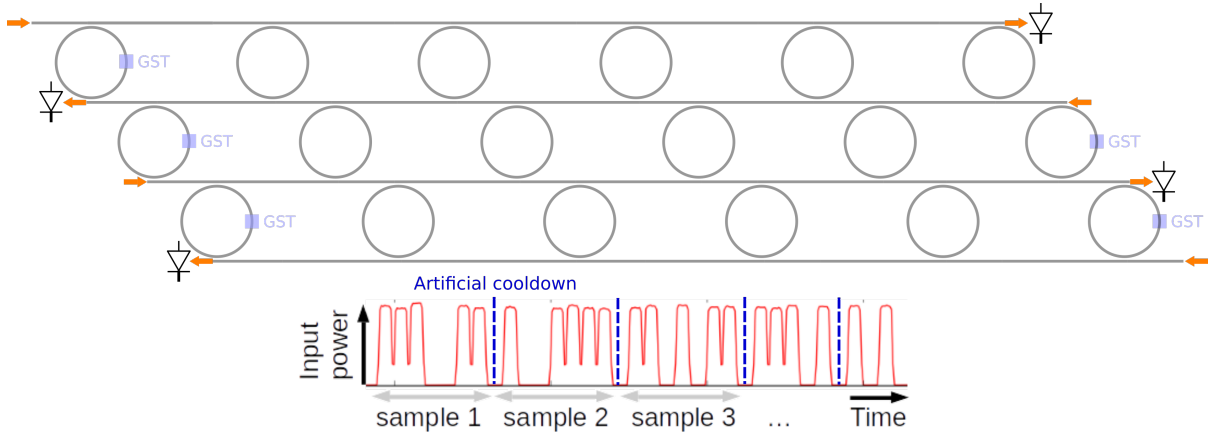 GST
GST
GST
GST
GST
Artificial cooldown
Input
power
sample 1
sample 2
sample 3
...
Time